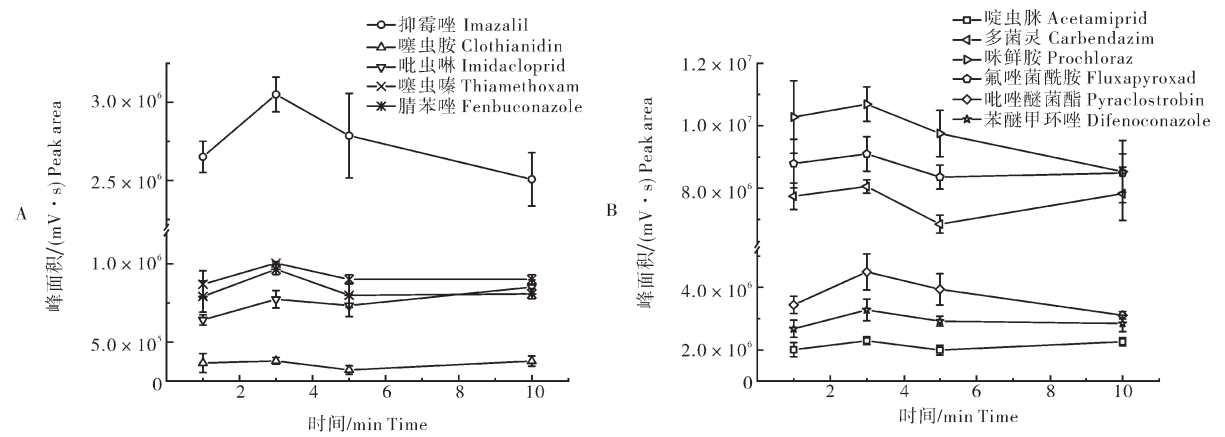 抑霉唑 Imazalil
噻虫胺 Clothianidin
吡虫啉 Imidacloprid
噻虫嗪 Thiamethoxam
腈苯唑 Fenbuconazole
A
峰面积/(mV·s) Peak area
3.0 × 10⁶
2.5 × 10⁶
1.0 × 10⁶
5.0 × 10⁵
0
2 4 6 8 10
时间/min Time
啶虫脒 Acetamiprid
多菌灵 Carbendazim
咪鲜胺 Prochloraz
氟唑菌酰胺 Fluxapyroxad
吡唑醚菌酯 Pyraclostrobin
苯醚甲环唑 Difenoconazole
B
峰面积/(mV·s) Peak area
1.2 × 10⁷
1.0 × 10⁷
8.0 × 10⁶
4.0 × 10⁶
2.0 × 10⁶
0
2 4 6 8 10
时间/min Time